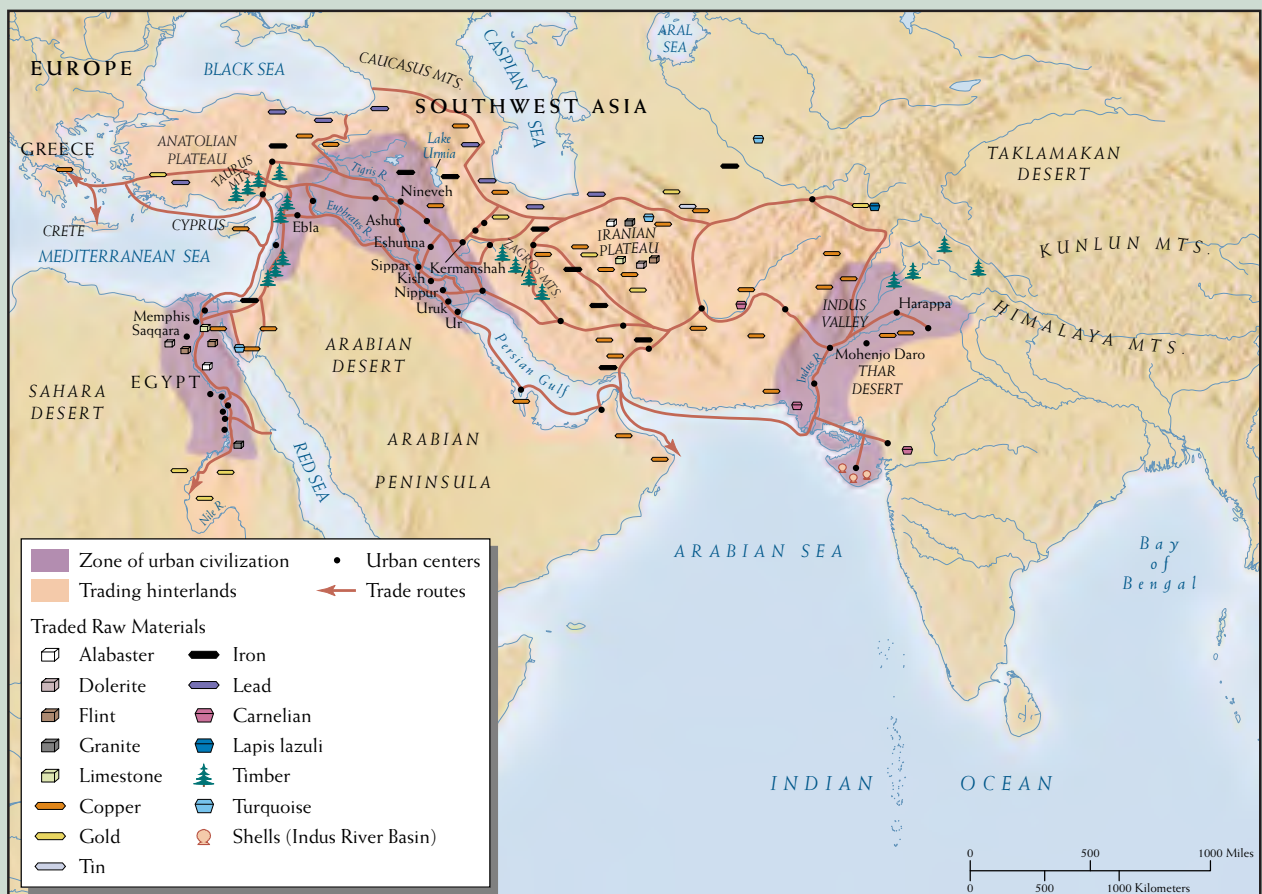 EUROPE
BLACK SEA
CAUCASUS MTS.
CASPIAN
SEA
ARAL
SEA
SOUTHWEST ASIA
GREECE
ANATOLIAN
PLATEAU
TAURUS
MTS.
Lake
Urmia
Tigris R.
Nineveh
TAKLAMAKAN
DESERT
CRETE
CYPRUS
Ebla
Euphrates R.
Ashur
Eshunna
IRANIAN
PLATEAU
KUNLUN MTS.
MEDITERRANEAN SEA
Sippar
Kermanshah
ZAGROS MTS.
Kish
Nippur
Uruk
Ur
INDUS
VALLEY
Harappa
HIMALAYA MTS.
Memphis
Saqqara
ARABIAN
DESERT
Persian Gulf
Indus R.
Mohenjo Daro
THAR
DESERT
SAHARA
DESERT
EGYPT
RED SEA
ARABIAN
PENINSULA
Nile R.
ARABIAN SEA
Bay
of
Bengal
INDIAN OCEAN
Zone of urban civilization
Urban centers
Trading hinterlands
Trade routes
Traded Raw Materials
Alabaster
Iron
Dolerite
Lead
Flint
Carnelian
Granite
Lapis lazuli
Limestone
Timber
Copper
Turquoise
Gold
Shells (Indus River Basin)
Tin
0 500 1000 Miles
0 500 1000 Kilometers